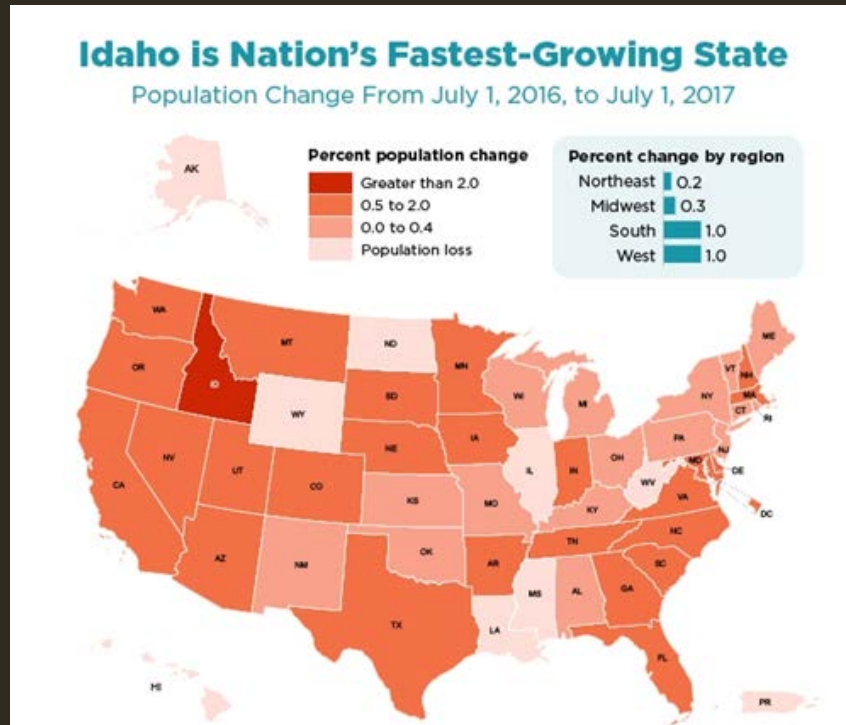 Idaho is Nation's Fastest-Growing State
Population Change From July 1, 2016, to July 1, 2017
AK
Percent population change
Greater than 2.0
0.5 to 2.0
0.0 to 0.4
Population loss
Percent change by region
Northeast 0.2
Midwest 0.3
South 1.0
West 1.0
WA
MT
ND
MN
ME
OR
ID
SD
WI
MI
VT
NH
NY
MA
CT
RI
WY
NE
IA
PA
NJ
NV
UT
CO
IL
IN
OH
MD
DE
CA
KS
MO
WV
VA
DC
KY
AZ
NM
OK
AR
TN
NC
SC
TX
LA
MS
AL
GA
FL
HI
PR